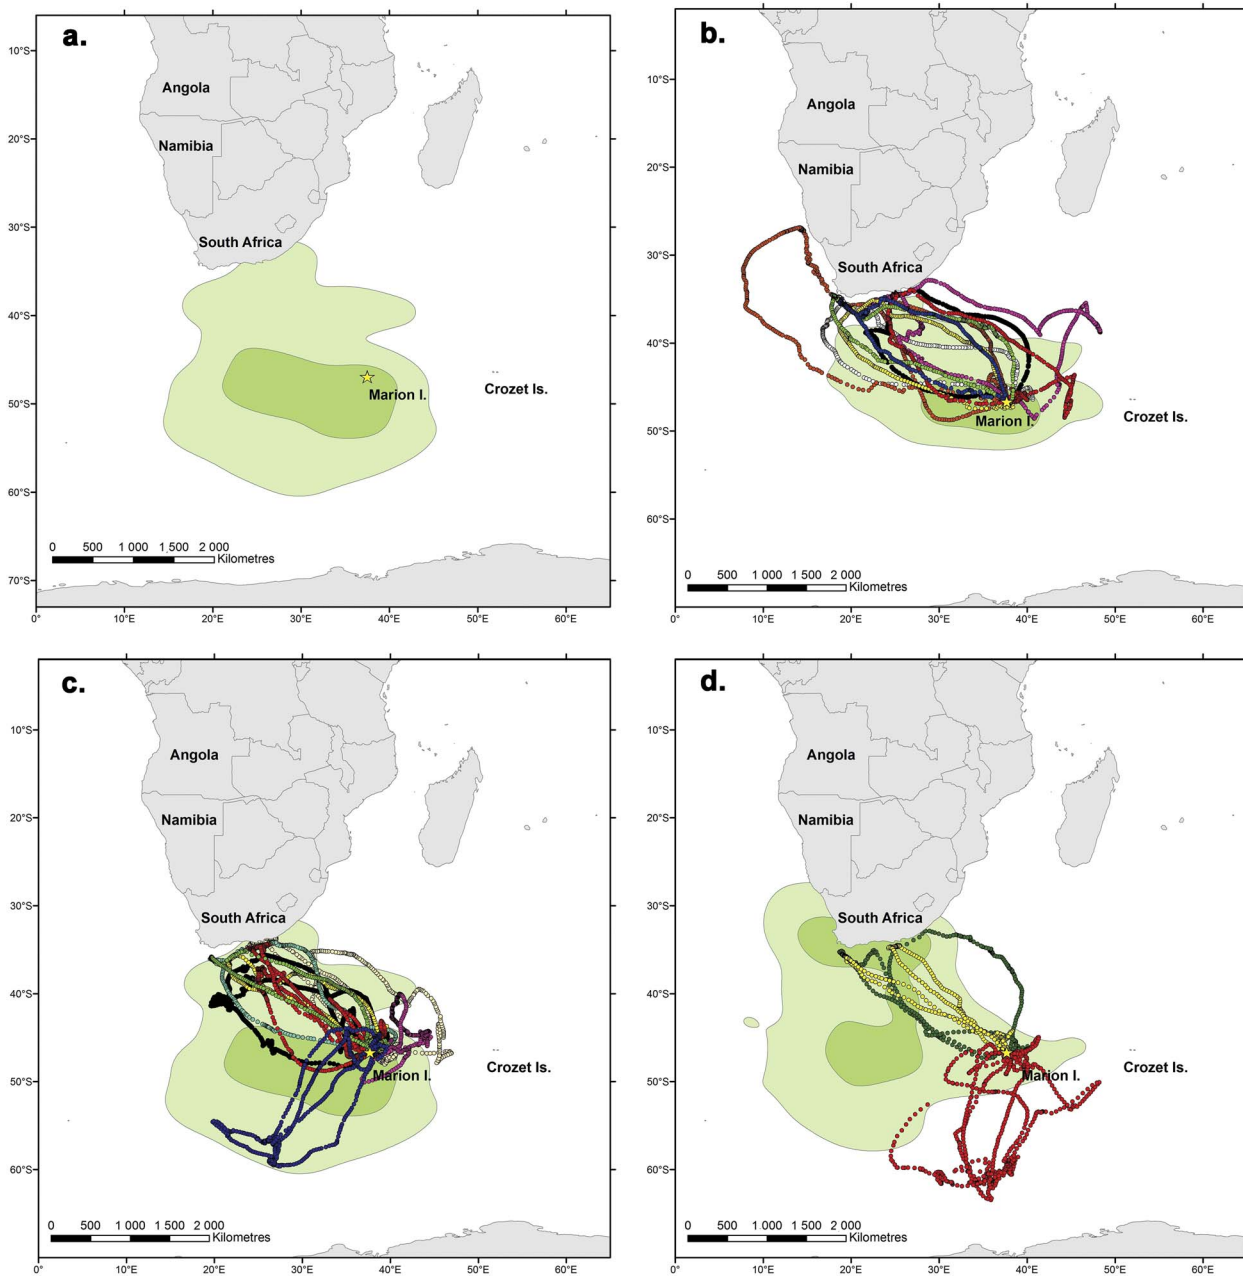 a.
10°S
20°S
30°S
40°S
50°S
60°S
70°S
Angola
Namibia
South Africa
Marion I.
Crozet Is.
0 500 1 000 1,500 2 000
Kilometres
0° 10°E 20°E 30°E 40°E 50°E 60°E
b.
10°S
20°S
30°S
40°S
50°S
60°S
Angola
Namibia
South Africa
Marion I.
Crozet Is.
0 500 1 000 1 500 2 000
Kilometres
0° 10°E 20°E 30°E 40°E 50°E 60°E
c.
10°S
20°S
30°S
40°S
50°S
60°S
Angola
Namibia
South Africa
Marion I.
Crozet Is.
0 500 1 000 1 500 2 000
Kilometres
0° 10°E 20°E 30°E 40°E 50°E 60°E
d.
10°S
20°S
30°S
40°S
50°S
60°S
Angola
Namibia
South Africa
Marion I.
Crozet Is.
0 500 1 000 1 500 2 000
Kilometres
0° 10°E 20°E 30°E 40°E 50°E 60°E